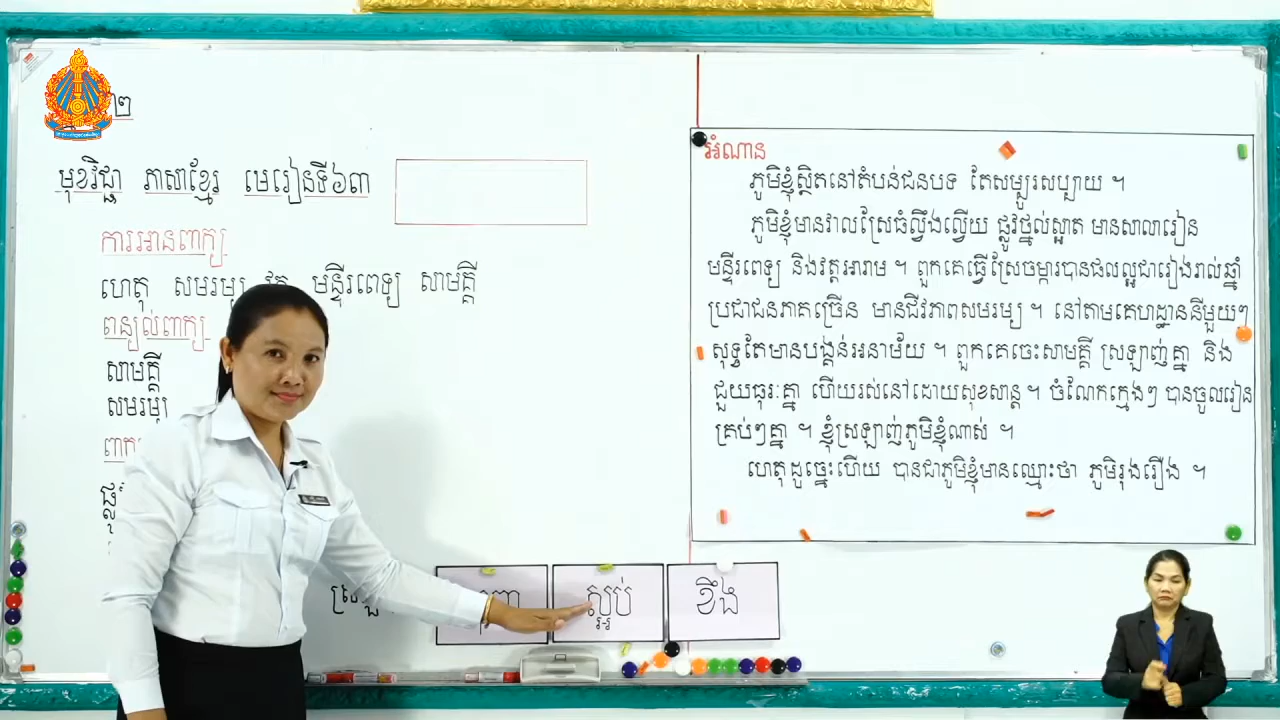 ២
មុខវិជ្ជា ភាសាខ្មែរ មេរៀនទី៦៣
ការអានពាក្យ
ហេតុ សមរម្យ វត្ត មន្ទីរពេទ្យ សាមគ្គី
ពន្យល់ពាក្យ
សាមគ្គី
សមរម្យ
អំណាន
ភូមិខ្ញុំស្ថិតនៅតំបន់ជនបទ តែសម្បូរសប្បាយ ។
ភូមិខ្ញុំមានវាលស្រែធំល្វឹងល្វើយ ផ្លូវថ្នល់ស្អាត មានសាលារៀន
មន្ទីរពេទ្យ និងវត្តអារាម ។ ពួកគេធ្វើស្រែចម្ការបានផលល្អជារៀងរាល់ឆ្នាំ
ប្រជាជនភាគច្រើន មានជីវភាពសមរម្យ ។ នៅតាមគេហដ្ឋាននីមួយៗ
សុទ្ធតែមានបង្គន់អនាម័យ ។ ពួកគេចេះសាមគ្គី ស្រឡាញ់គ្នា និង
ជួយធុរៈគ្នា ហើយរស់នៅដោយសុខសាន្ត ។ ចំណែកក្មេងៗ បានចូលរៀន
គ្រប់ៗគ្នា ។ ខ្ញុំស្រឡាញ់ភូមិខ្ញុំណាស់ ។
ហេតុដូច្នេះហើយ បានជាភូមិខ្ញុំមានឈ្មោះថា ភូមិរុងរឿង ។
ស្អប់
ខឹង